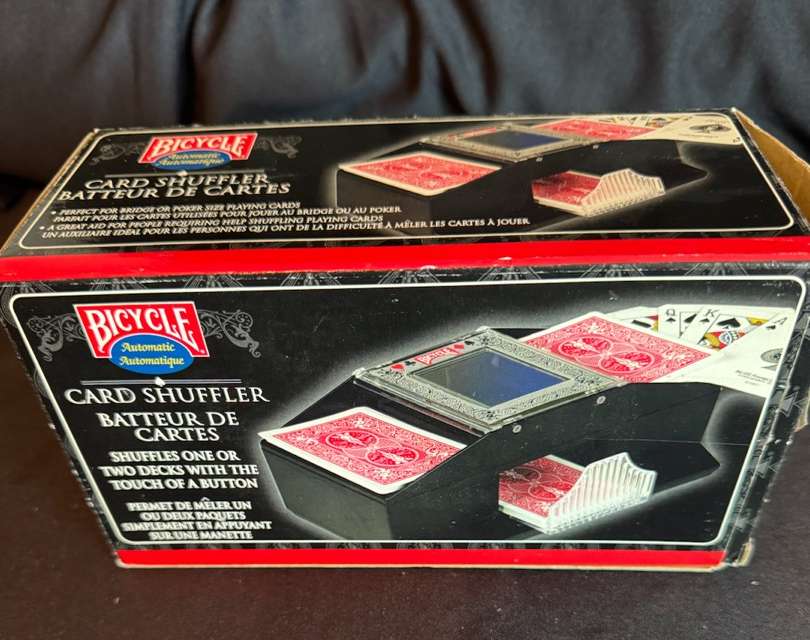 BICYCLE
Automatic
Automatique
CARD SHUFFLER
BATTEUR DE CARTES
• PERFECT FOR BRIDGE OR POKER SIZE PLAYING CARDS
PARFAIT POUR LES CARTES UTILISÉES POUR JOUER AU BRIDGE OU AU POKER
• A GREAT AID FOR PEOPLE REQUIRING HELP SHUFFLING PLAYING CARDS
UN AUXILIAIRE IDÉAL POUR LES PERSONNES QUI ONT DE LA DIFFICULTÉ À MÊLER LES CARTES À JOUER
BICYCLE
Automatic
Automatique
CARD SHUFFLER
BATTEUR DE
CARTES
SHUFFLES ONE OR
TWO DECKS WITH THE
TOUCH OF A BUTTON
PERMET DE MÊLER UN
OU DEUX PAQUETS
SIMPLEMENT EN APPUYANT
SUR UNE MANETTE
BICYCLE
Q
K